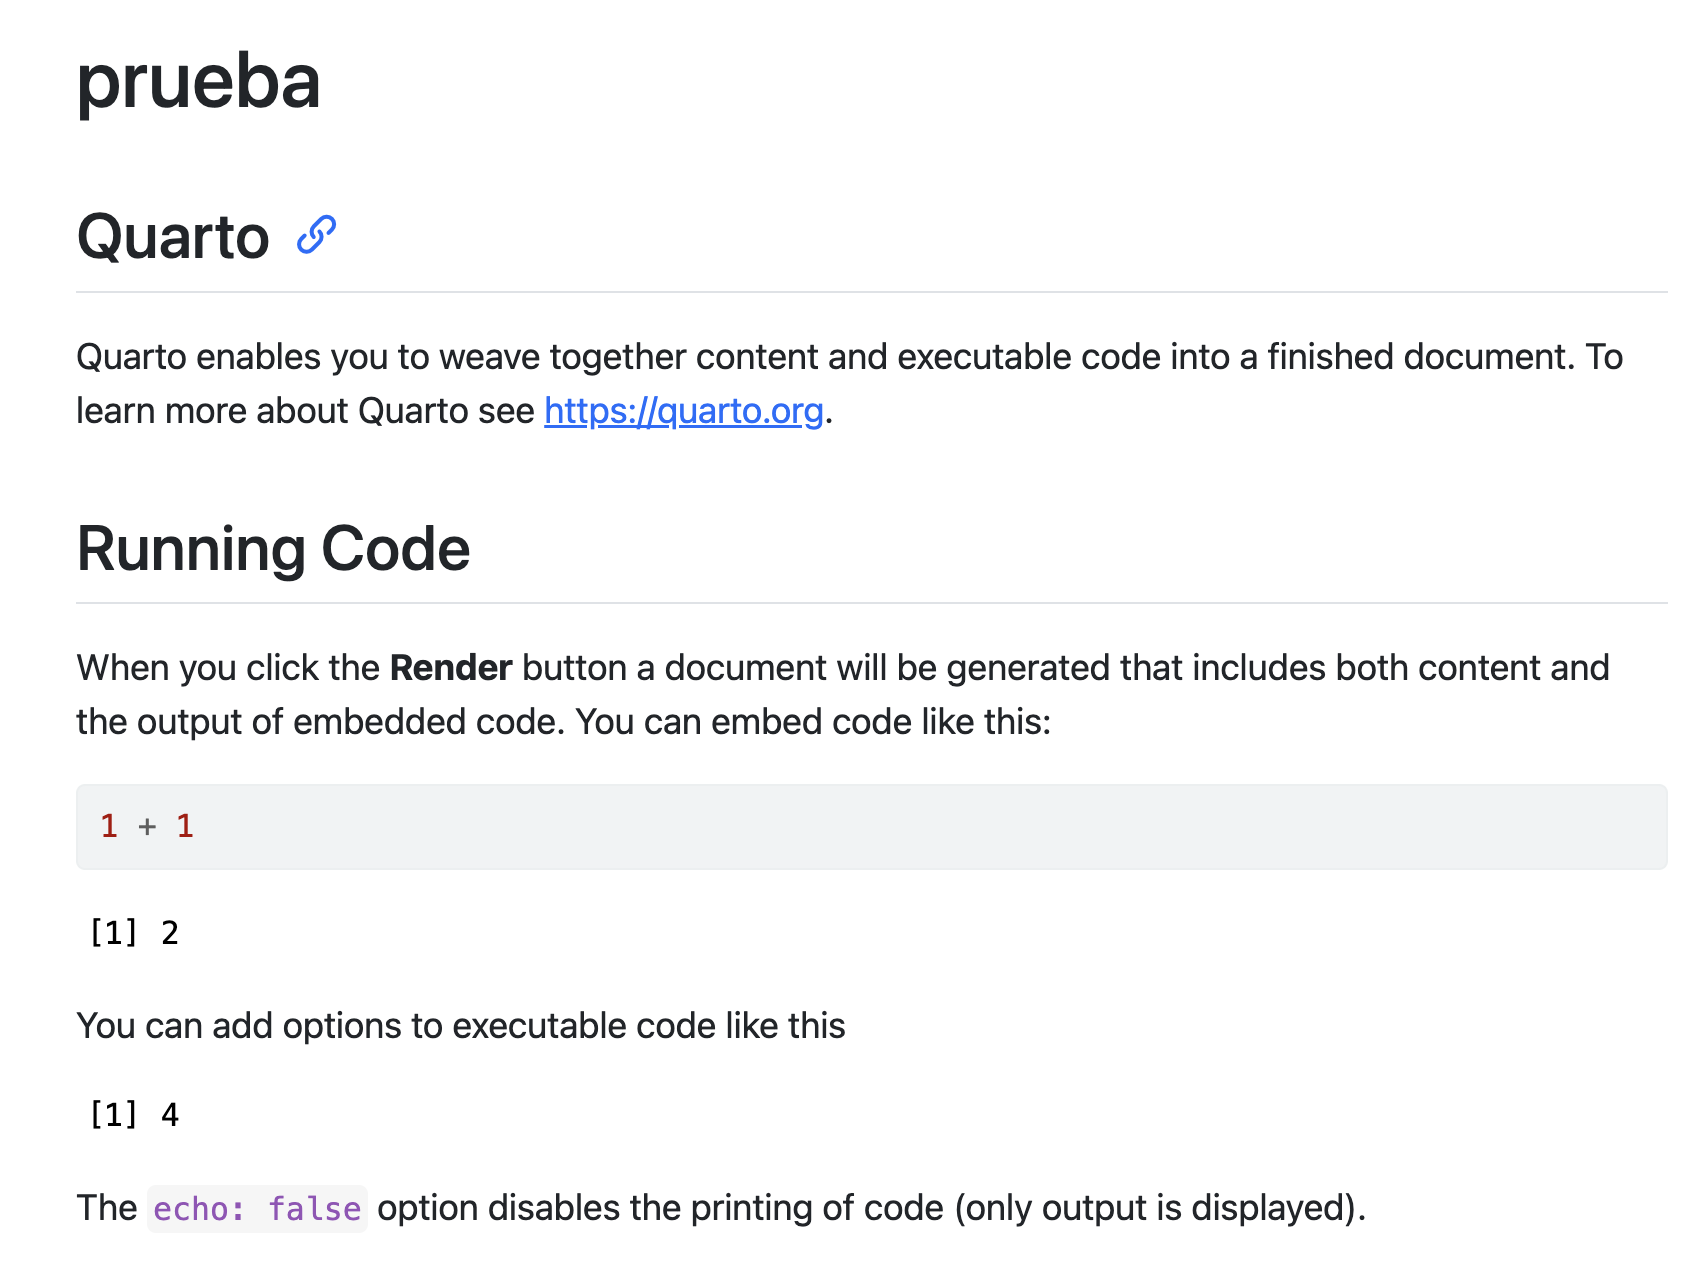 prueba
Quarto
Quarto enables you to weave together content and executable code into a finished document. To
learn more about Quarto see https://quarto.org.
Running Code
When you click the Render button a document will be generated that includes both content and
the output of embedded code. You can embed code like this:
1 + 1
[1] 2
You can add options to executable code like this
[1] 4
The echo: false option disables the printing of code (only output is displayed).